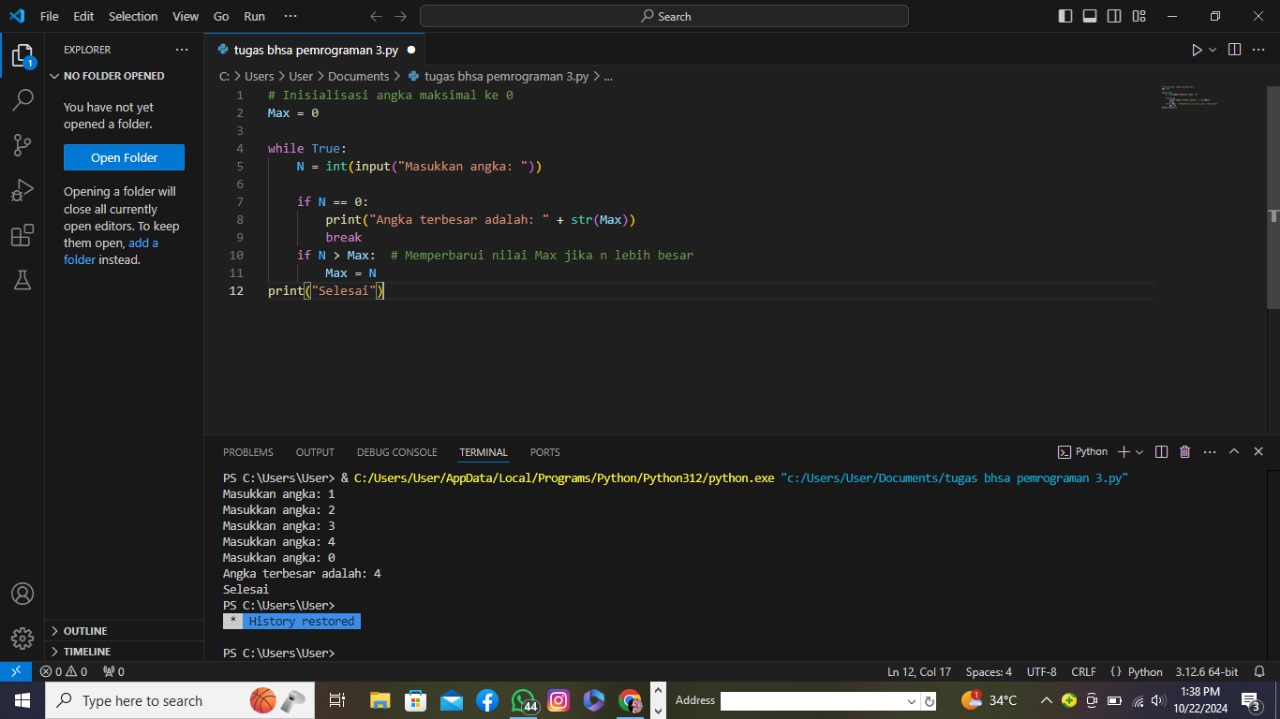 File Edit Selection View Go Run ··· Search
EXPLORER ···
1
NO FOLDER OPENED
You have not yet
opened a folder.
Open Folder
Opening a folder will
close all currently
open editors. To keep
them open, add a
folder instead.
OUTLINE
TIMELINE
tugas bhsa pemrograman 3.py
C: > Users > User > Documents > tugas bhsa pemrograman 3.py > ...
1 # Inisialisasi angka maksimal ke 0
2 Max = 0
3
4 while True:
5 N = int(input("Masukkan angka: "))
6
7 if N == 0:
8 print("Angka terbesar adalah: " + str(Max))
9 break
10 if N > Max: # Memperbarui nilai Max jika n lebih besar
11 Max = N
12 print("Selesai")
PROBLEMS OUTPUT DEBUG CONSOLE TERMINAL PORTS Python
PS C:\Users\User> & C:/Users/User/AppData/Local/Programs/Python/Python312/python.exe "c:/Users/User/Documents/tugas bhsa pemrograman 3.py"
Masukkan angka: 1
Masukkan angka: 2
Masukkan angka: 3
Masukkan angka: 4
Masukkan angka: 0
Angka terbesar adalah: 4
Selesai
PS C:\Users\User>
* History restored
PS C:\Users\User>
0 0 0 Ln 12, Col 17 Spaces: 4 UTF-8 CRLF {} Python 3.12.6 64-bit
Type here to search 44 Address 1 34°C 1:38 PM
10/22/2024 3